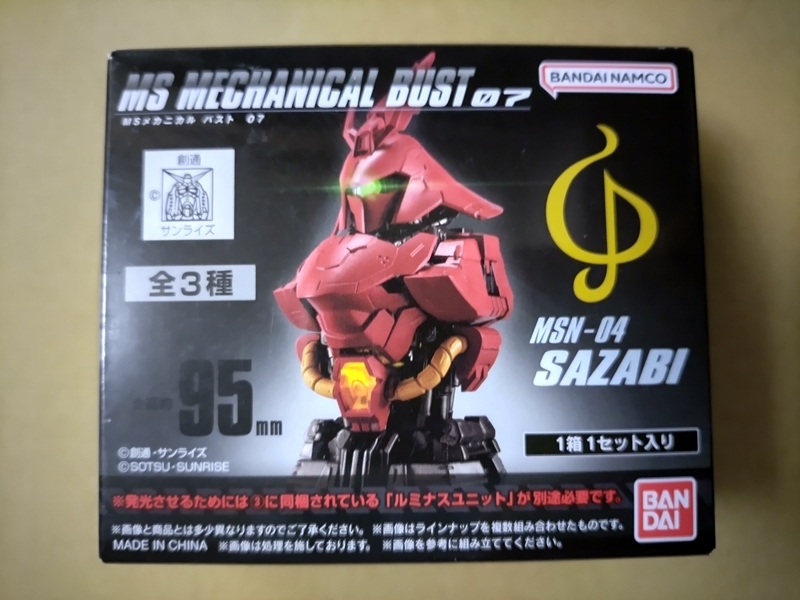 MS MECHANICAL BUST 07
MSメカニカル バスト 07
BANDAI NAMCO
創通
©
サンライズ
全3種
95mm
MSN-04
SAZABI
1箱1セット入り
©創通・サンライズ
©SOTSU・SUNRISE
※発光させるためには③に同梱されている「ルミナスユニット」が別途必要です。
※画像と商品とは多少異なりますのでご了承ください。 ※画像はラインナップを複数組み合わせたものです。
MADE IN CHINA ※画像は処理を施しております。 ※画像を参考に組み立ててください。
BAN
DAI